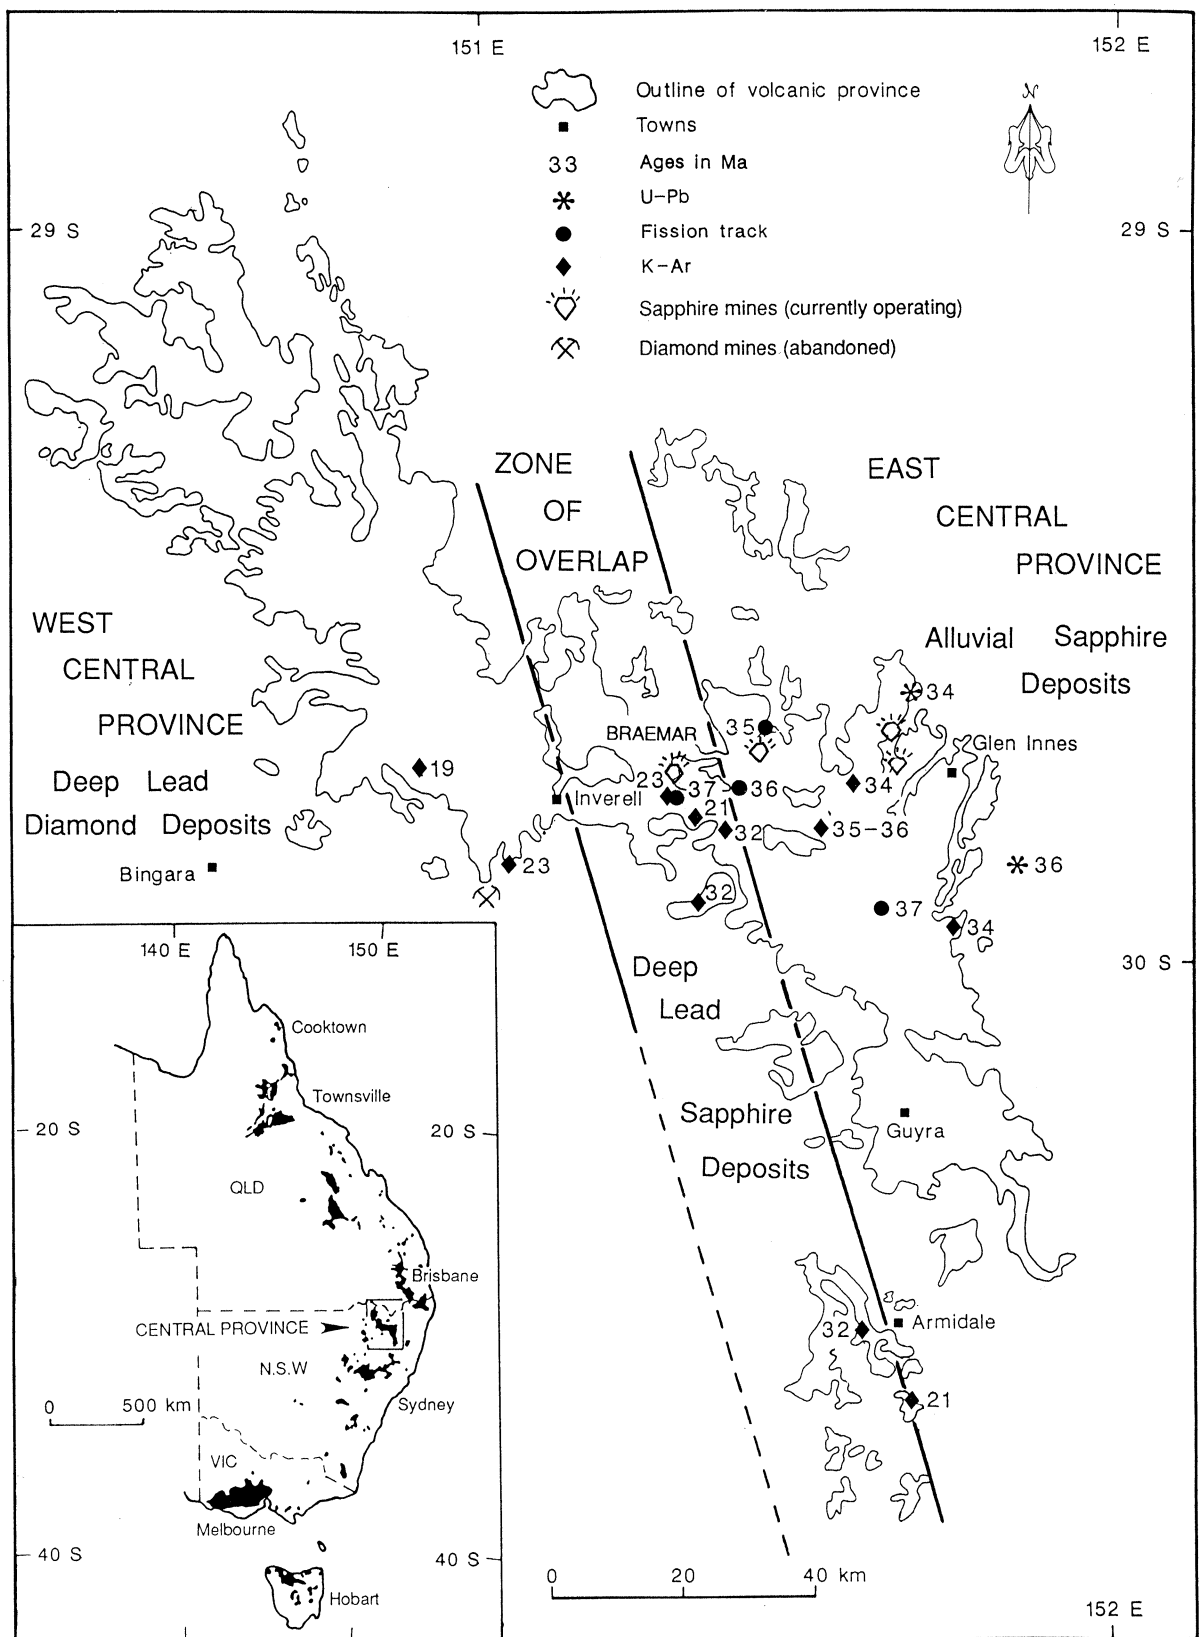 151 E
152 E
Outline of volcanic province
Towns
33 Ages in Ma
U-Pb
Fission track
K-Ar
Sapphire mines (currently operating)
Diamond mines (abandoned)
N
29 S
29 S
ZONE
OF
OVERLAP
EAST
CENTRAL
PROVINCE
WEST
CENTRAL
PROVINCE
Alluvial Sapphire
Deposits
34
35
BRAEMAR
Glen Innes
Deep Lead
Diamond Deposits
19
23
37
36
34
Inverell
21
32
35-36
Bingara
23
36
32
37
34
30 S
Deep
Lead
Sapphire
Deposits
Guyra
32
Armidale
21
0 20 40 km
152 E
140 E
150 E
Cooktown
Townsville
20 S
20 S
QLD
Brisbane
CENTRAL PROVINCE
N.S.W
0 500 km
Sydney
VIC
Melbourne
40 S
40 S
Hobart